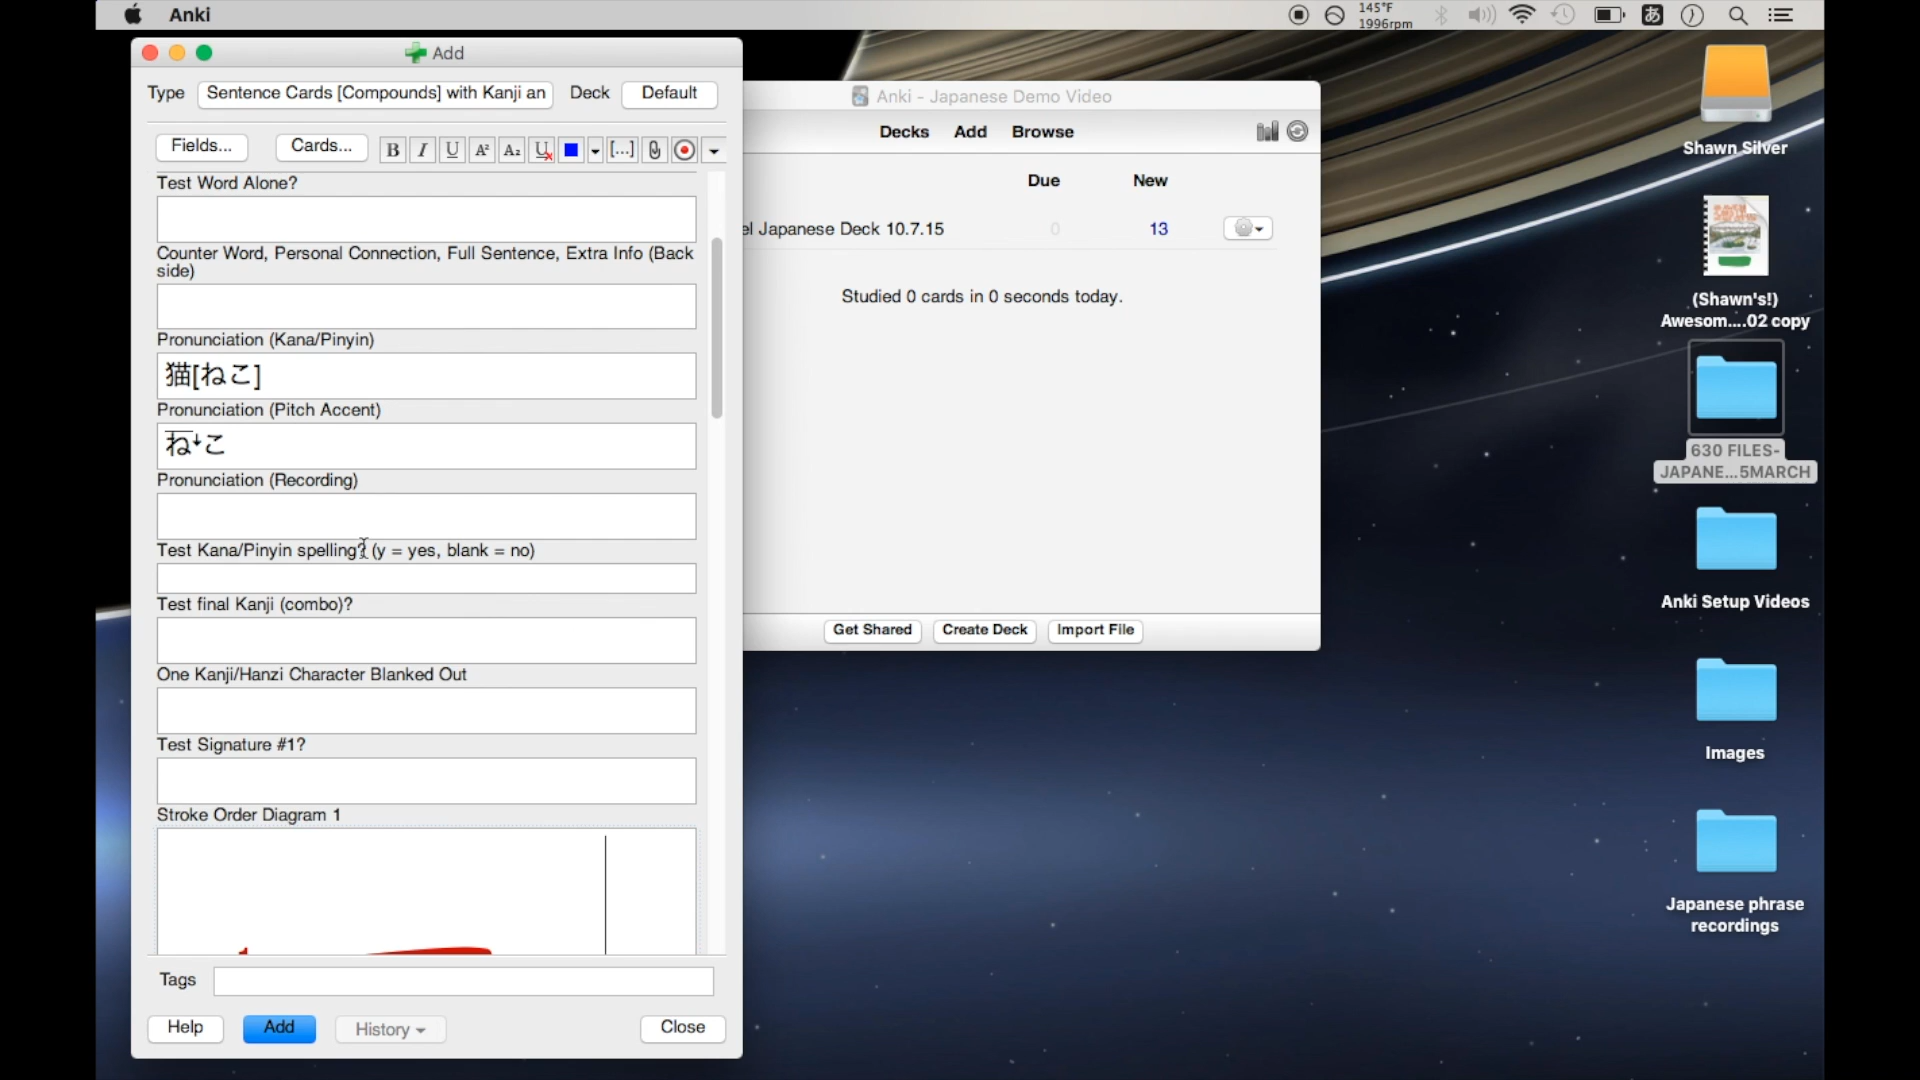 Anki
145°F
1996rpm
あ
Add
Type
Sentence Cards [Compounds] with Kanji an
Deck
Default
Fields...
Cards...
B I U A² A₂ U [...]
Test Word Alone?
Counter Word, Personal Connection, Full Sentence, Extra Info (Back
side)
Pronunciation (Kana/Pinyin)
猫[ねこ]
Pronunciation (Pitch Accent)
ね↓こ
Pronunciation (Recording)
Test Kana/Pinyin spelling? (y = yes, blank = no)
Test final Kanji (combo)?
One Kanji/Hanzi Character Blanked Out
Test Signature #1?
Stroke Order Diagram 1
1
Tags
Help
Add
History
Close
Anki - Japanese Demo Video
Decks Add Browse
Due New
el Japanese Deck 10.7.15 0 13
Studied 0 cards in 0 seconds today.
Get Shared Create Deck Import File
Shawn Silver
(Shawn's!)
Awesom....02 copy
630 FILES-
JAPANE...5MARCH
Anki Setup Videos
Images
Japanese phrase
recordings